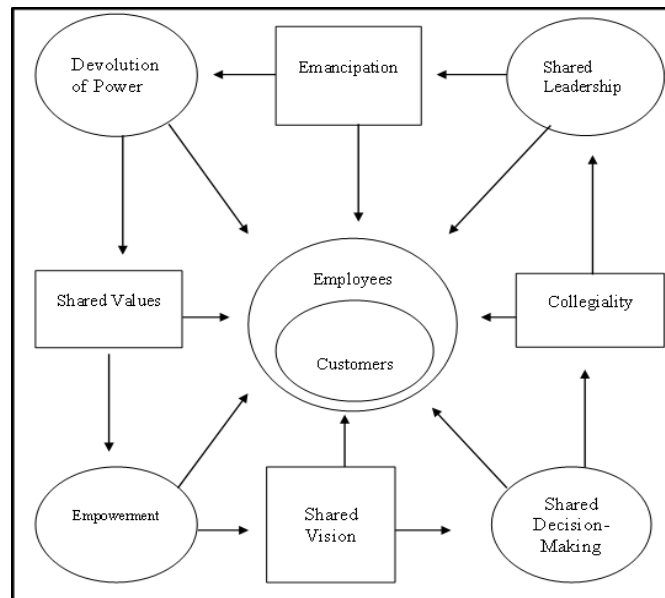 Devolution
of Power
Emancipation
Shared
Leadership
Shared Values
Employees
Customers
Collegiality
Empowerment
Shared
Vision
Shared
Decision-
Making